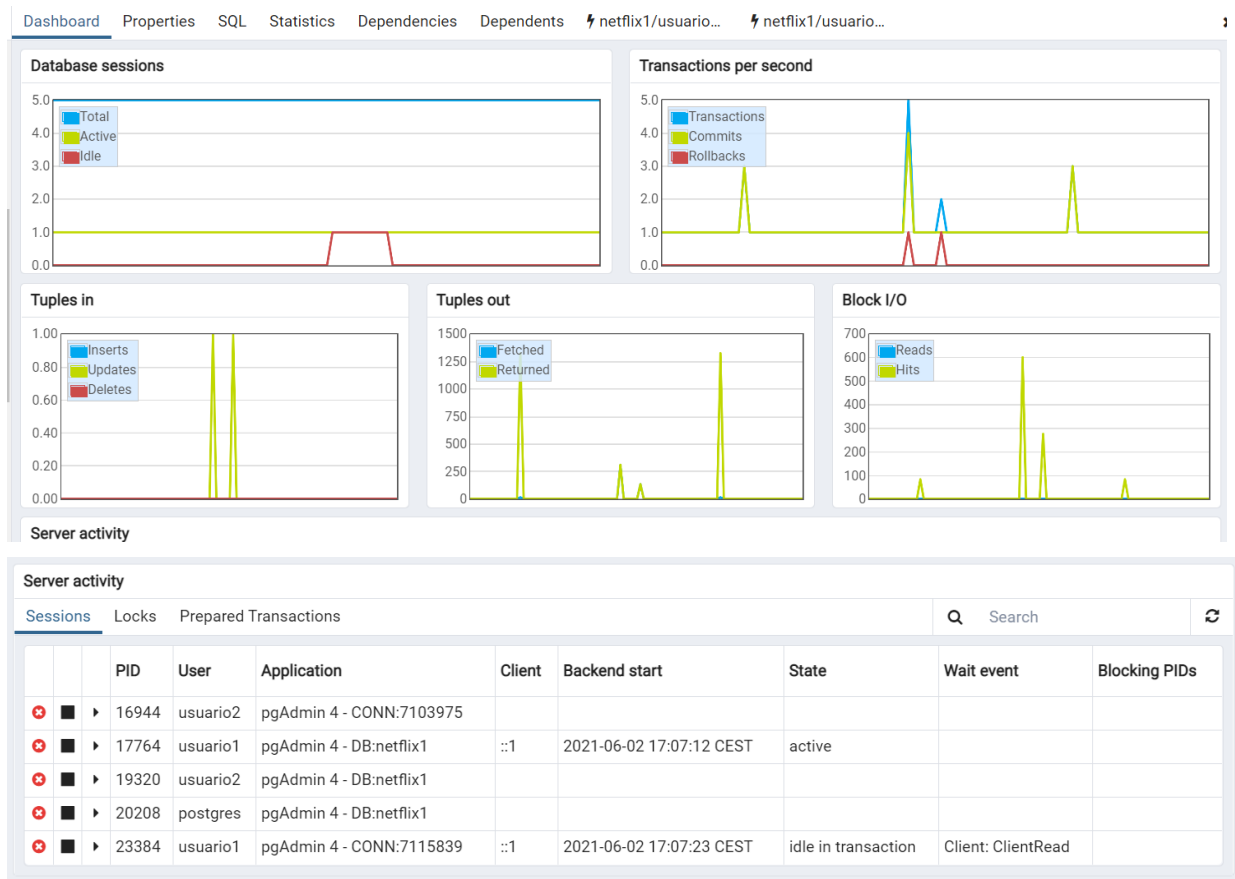 Dashboard Properties SQL Statistics Dependencies Dependents netflix1/usuario... netflix1/usuario...
Database sessions
5.0
4.0
3.0
2.0
1.0
0.0
Total
Active
Idle
Transactions per second
5.0
4.0
3.0
2.0
1.0
0.0
Transactions
Commits
Rollbacks
Tuples in
1.00
0.80
0.60
0.40
0.20
0.00
Inserts
Updates
Deletes
Tuples out
1500
1250
1000
750
500
250
0
Fetched
Returned
Block I/O
700
600
500
400
300
200
100
0
Reads
Hits
Server activity
Server activity
Sessions Locks Prepared Transactions Search
PID User Application Client Backend start State Wait event Blocking PIDs
16944 usuario2 pgAdmin 4 - CONN:7103975
17764 usuario1 pgAdmin 4 - DB:netflix1 ::1 2021-06-02 17:07:12 CEST active
19320 usuario2 pgAdmin 4 - DB:netflix1
20208 postgres pgAdmin 4 - DB:netflix1
23384 usuario1 pgAdmin 4 - CONN:7115839 ::1 2021-06-02 17:07:23 CEST idle in transaction Client: ClientRead